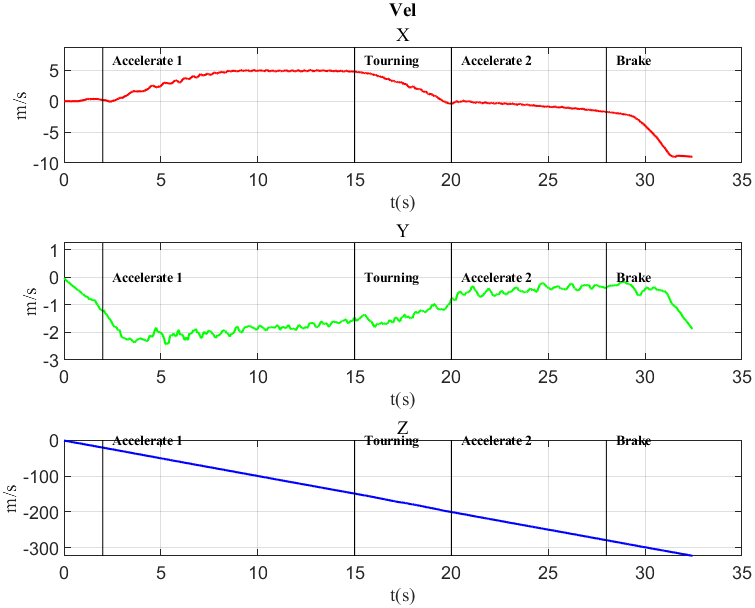 Vel
X
Accelerate 1 Tourning Accelerate 2 Brake
5
0
-5
-10
m/s
0 5 10 15 20 25 30 35
t(s)
Y
1
0
-1
-2
-3
m/s
Accelerate 1 Tourning Accelerate 2 Brake
0 5 10 15 20 25 30 35
t(s)
Z
0
-100
-200
-300
m/s
Accelerate 1 Tourning Accelerate 2 Brake
0 5 10 15 20 25 30 35
t(s)